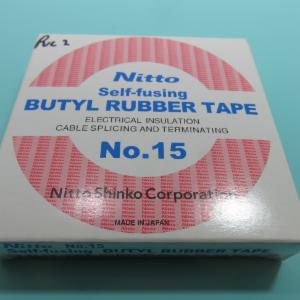 Nitto
Self-fusing
BUTYL RUBBER TAPE
ELECTRICAL INSULATION
CABLE SPLICING AND TERMINATING
No.15
Nitto Shinko Corporation
MADE IN JAPAN
Nitto No.15
Self-fusing BUTYL RUBBER TAPE